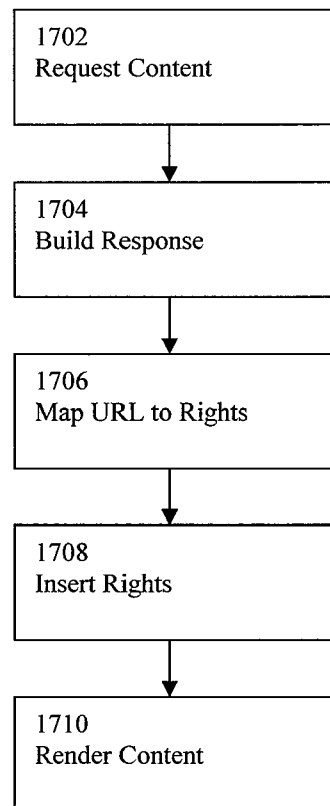 1702
Request Content
1704
Build Response
1706
Map URL to Rights
1708
Insert Rights
1710
Render Content